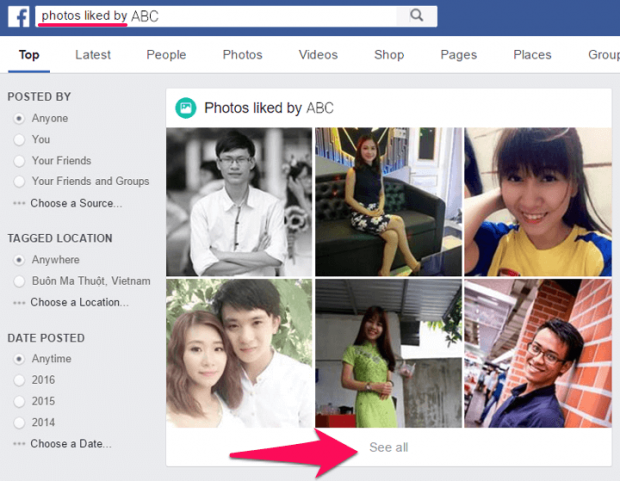 photos liked by ABC
Top Latest People Photos Videos Shop Pages Places Group
POSTED BY
Anyone
You
Your Friends
Your Friends and Groups
Choose a Source...
TAGGED LOCATION
Anywhere
Buôn Ma Thuột, Vietnam
Choose a Location...
DATE POSTED
Anytime
2016
2015
2014
Choose a Date...
Photos liked by ABC
See all